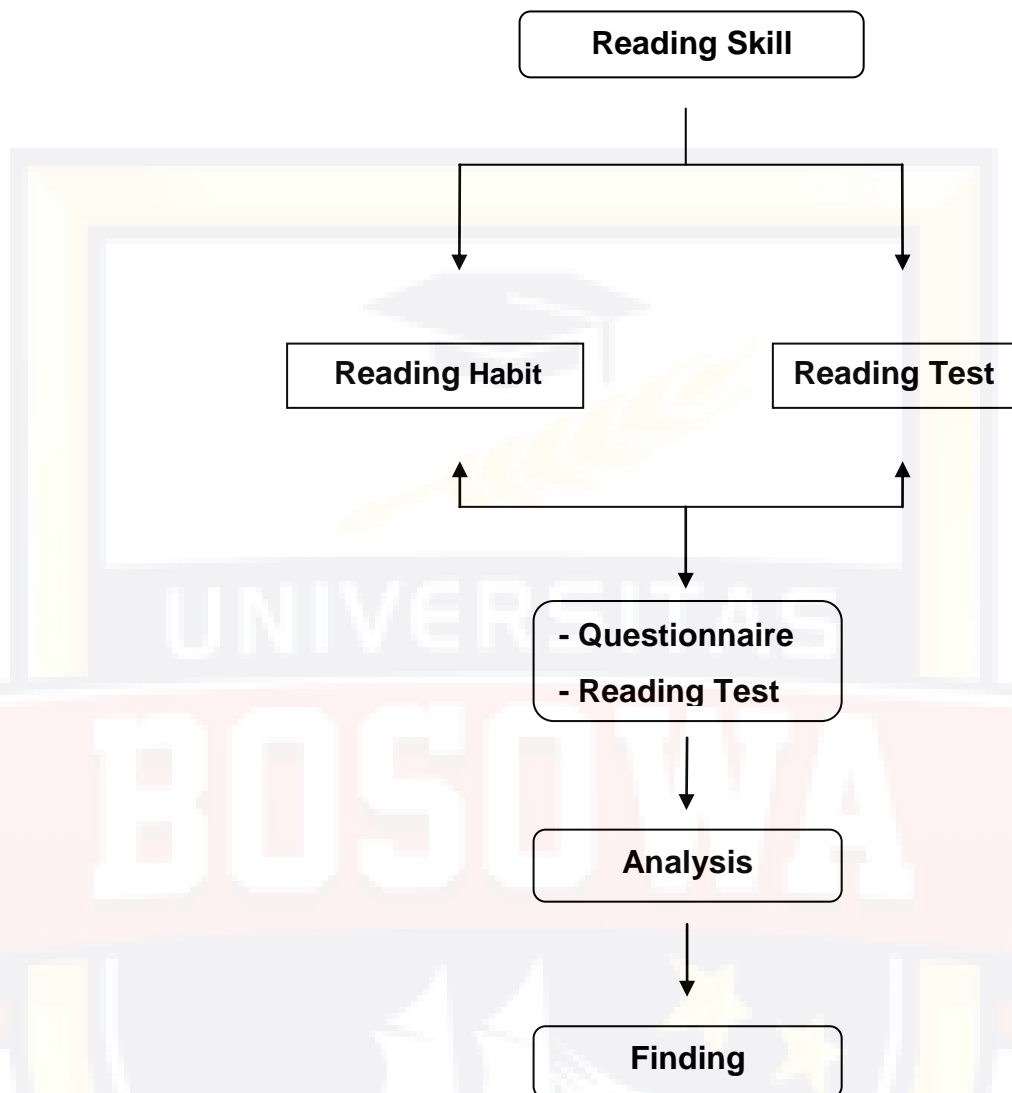 Reading Skill
Reading Habit
Reading Test
- Questionnaire
- Reading Test
Analysis
Finding
UNIVERSITAS
BOSOWA